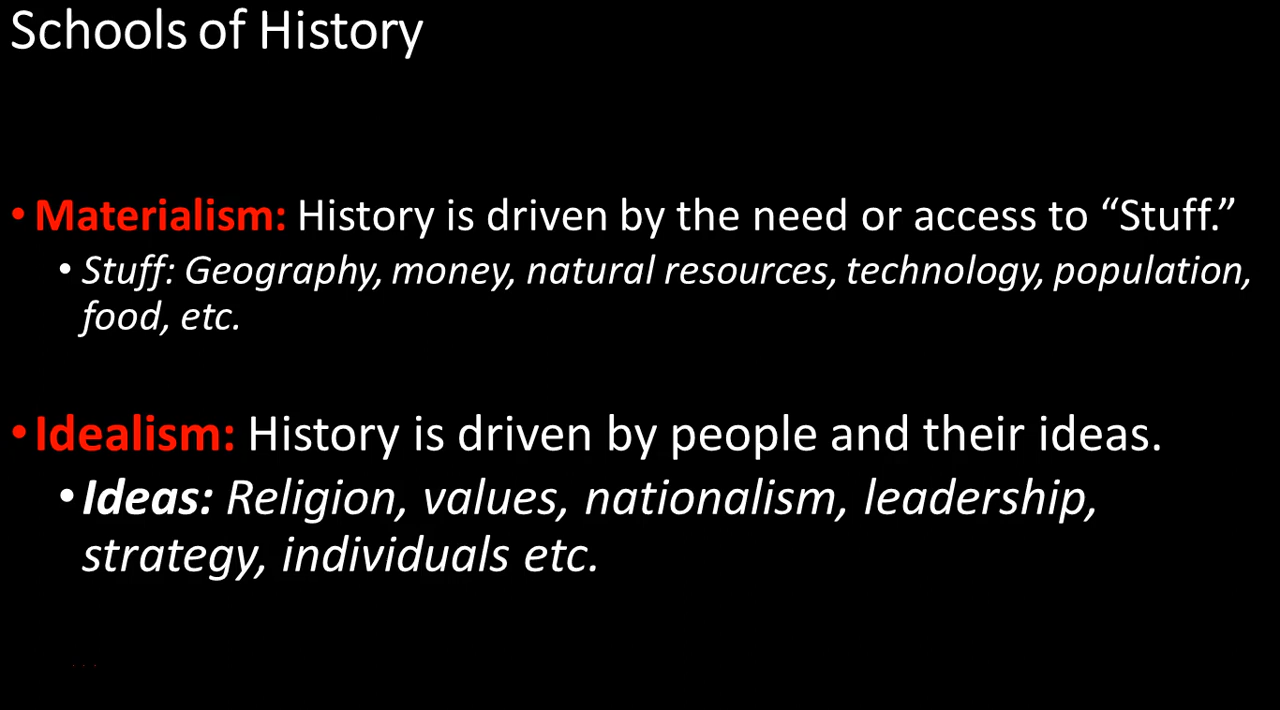 Schools of History
• Materialism: History is driven by the need or access to “Stuff.”
• Stuff: Geography, money, natural resources, technology, population,
food, etc.
• Idealism: History is driven by people and their ideas.
• Ideas: Religion, values, nationalism, leadership,
strategy, individuals etc.
. . .